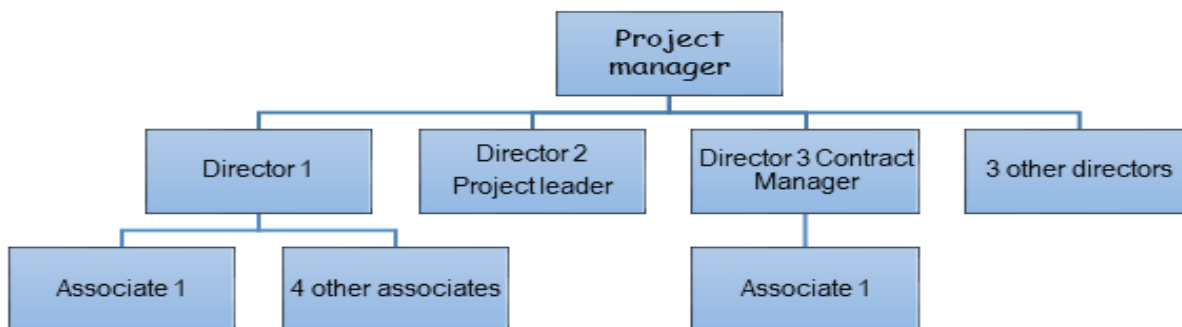 Project
manager
Director 1
Director 2
Project leader
Director 3 Contract
Manager
3 other directors
Associate 1
4 other associates
Associate 1